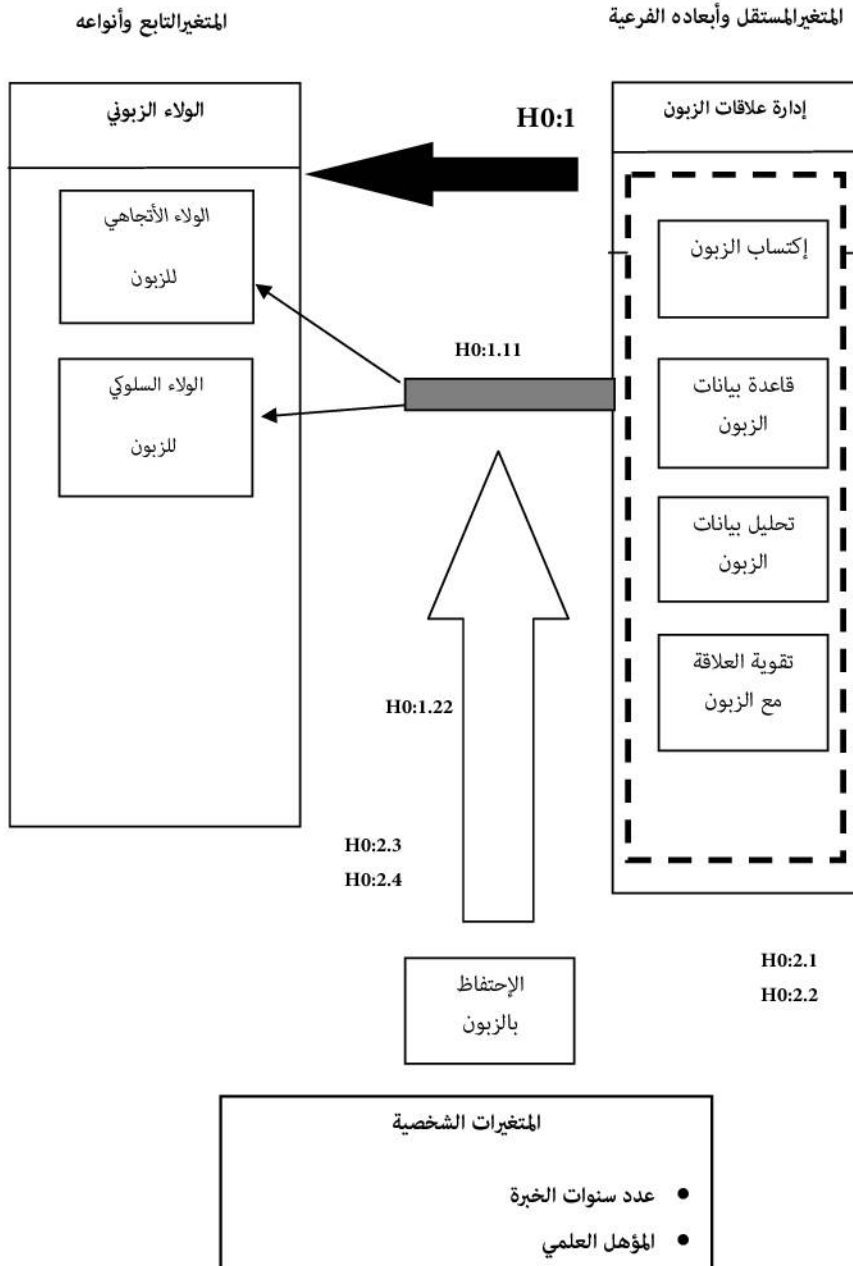 المتغيرالمستقل وأبعاده الفرعية
المتغيرالتابع وأنواعه
إدارة علاقات الزبون
H0:1
الولاء الزبوني
إكتساب الزبون
قاعدة بيانات
الزبون
تحليل بيانات
الزبون
تقوية العلاقة
مع الزبون
الولاء الأتجاهي
للزبون
H0:1.11
الولاء السلوكي
للزبون
H0:1.22
H0:2.3
H0:2.4
H0:2.1
H0:2.2
الإحتفاظ
بالزبون
المتغيرات الشخصية
● عدد سنوات الخبرة
● المؤهل العلمي